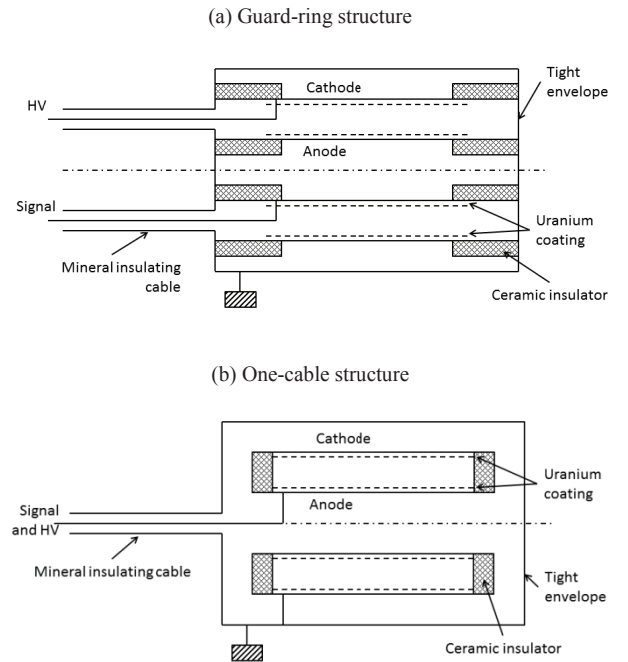 (a) Guard-ring structure
HV
Cathode
Tight
envelope
Anode
Signal
Uranium
coating
Mineral insulating
cable
Ceramic insulator
(b) One-cable structure
Cathode
Uranium
coating
Anode
Signal
and HV
Mineral insulating cable
Tight
envelope
Ceramic insulator